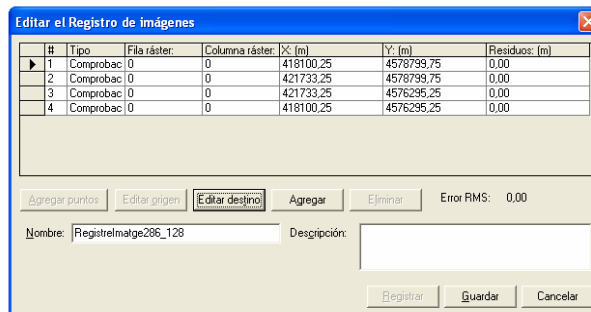 Editar el Registro de imágenes
# Tipo Fila ráster: Columna ráster: X: (m) Y: (m) Residuos: (m)
1 Comprobac 0 0 418100,25 4578799,75 0,00
2 Comprobac 0 0 421733,25 4578799,75 0,00
3 Comprobac 0 0 421733,25 4576295,25 0,00
4 Comprobac 0 0 418100,25 4576295,25 0,00
Agregar puntos Editar origen Editar destino Agregar Eliminar Error RMS: 0,00
Nombre: RegistreImatge286_128 Descripción:
Registrar Guardar Cancelar